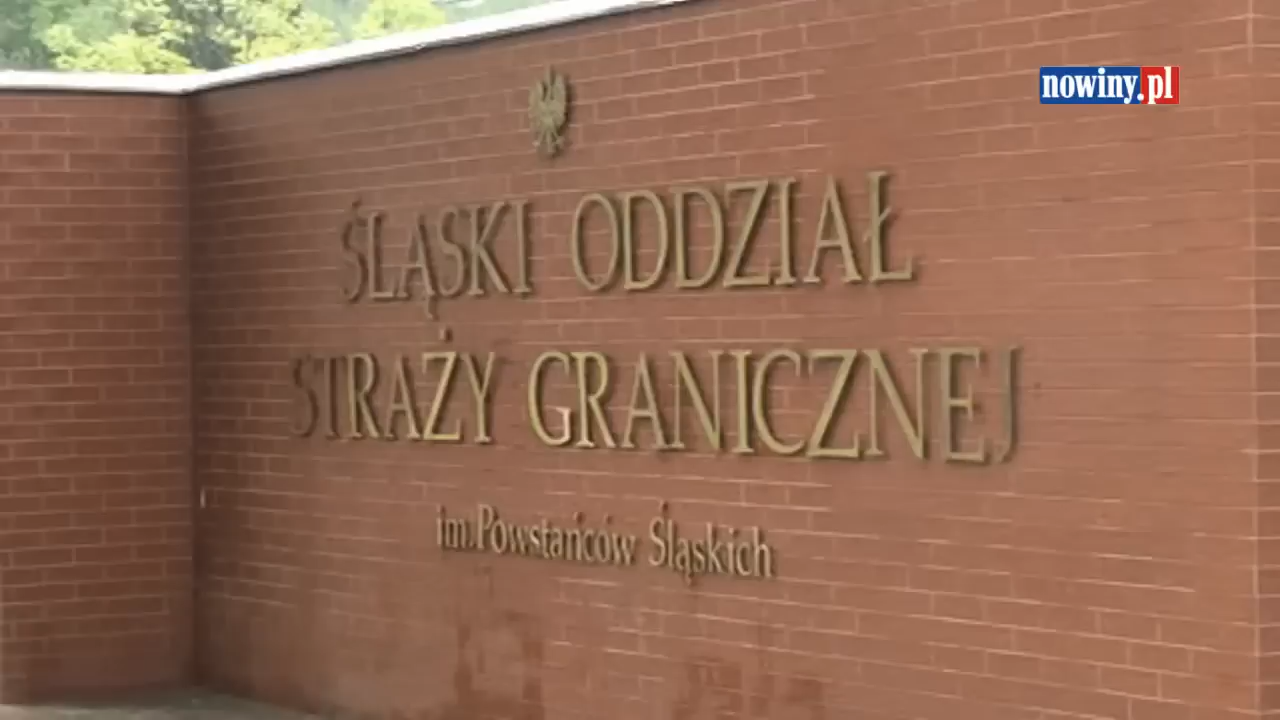 nowiny.pl
ŚLĄSKI ODDZIAŁ
STRAŻY GRANICZNEJ
im.Powstańców Śląskich